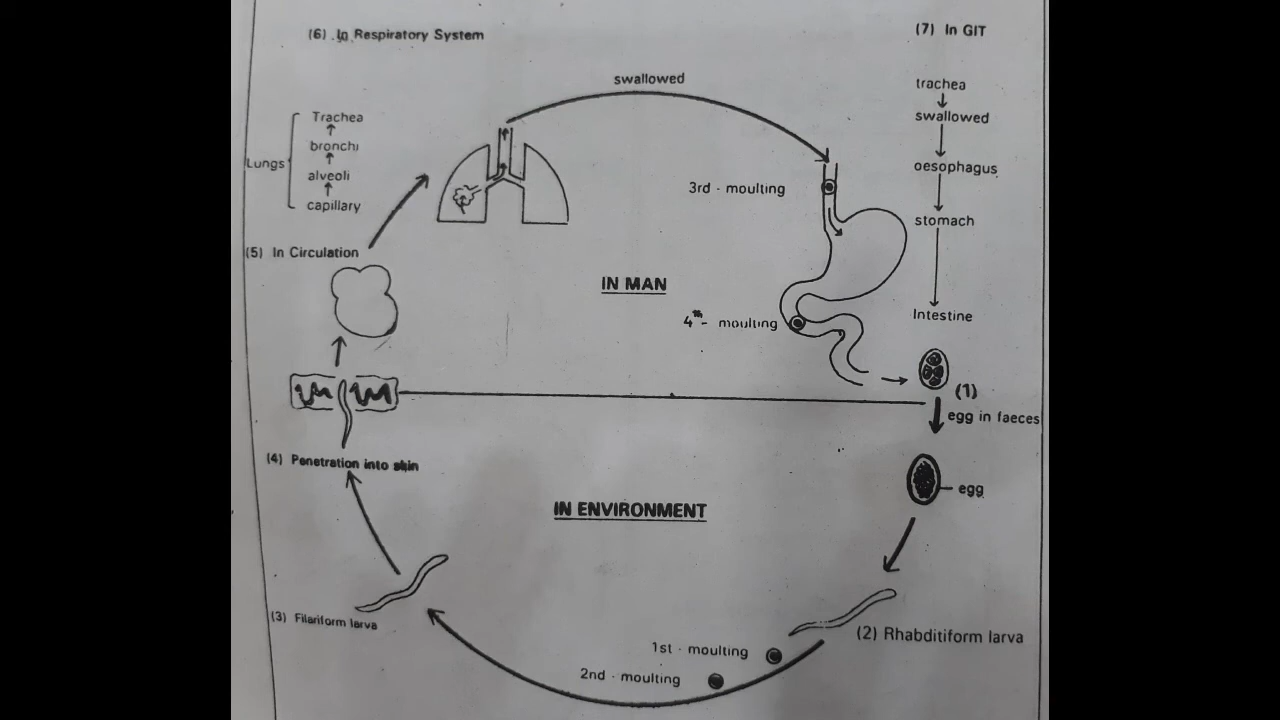 (6) In Respiratory System
(7) In GIT
swallowed
trachea
swallowed
oesophagus
stomach
Intestine
Lungs
Trachea
bronchi
alveoli
capillary
3rd - moulting
(5) In Circulation
IN MAN
4th - moulting
(1)
egg in faeces
(4) Penetration into skin
egg
IN ENVIRONMENT
(3) Filariform larva
(2) Rhabditiform larva
1st - moulting
2nd - moulting